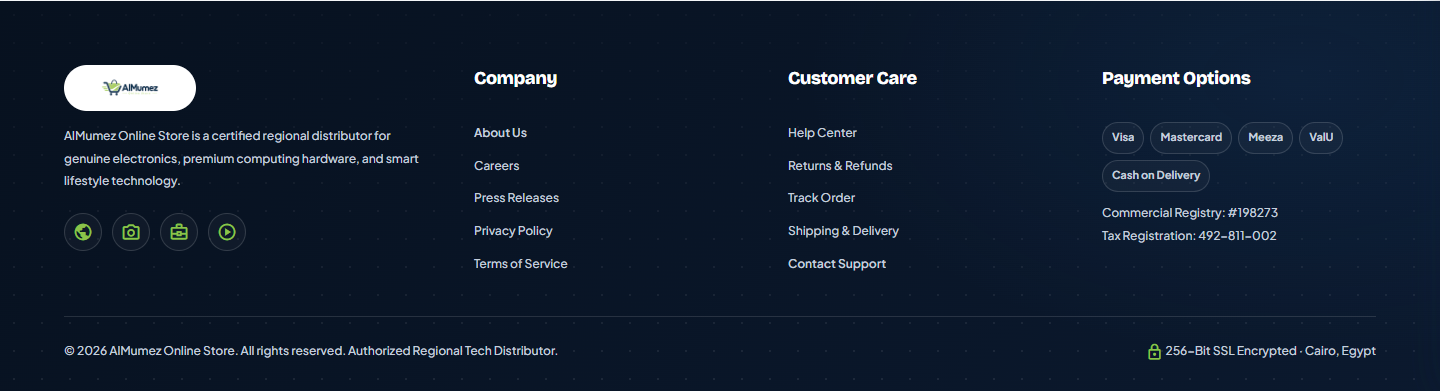 AlMumez
AlMumez Online Store is a certified regional distributor for
genuine electronics, premium computing hardware, and smart
lifestyle technology.
Company
About Us
Careers
Press Releases
Privacy Policy
Terms of Service
Customer Care
Help Center
Returns & Refunds
Track Order
Shipping & Delivery
Contact Support
Payment Options
Visa Mastercard Meeza ValU
Cash on Delivery
Commercial Registry: #198273
Tax Registration: 492-811-002
© 2026 AlMumez Online Store. All rights reserved. Authorized Regional Tech Distributor.
256-Bit SSL Encrypted · Cairo, Egypt